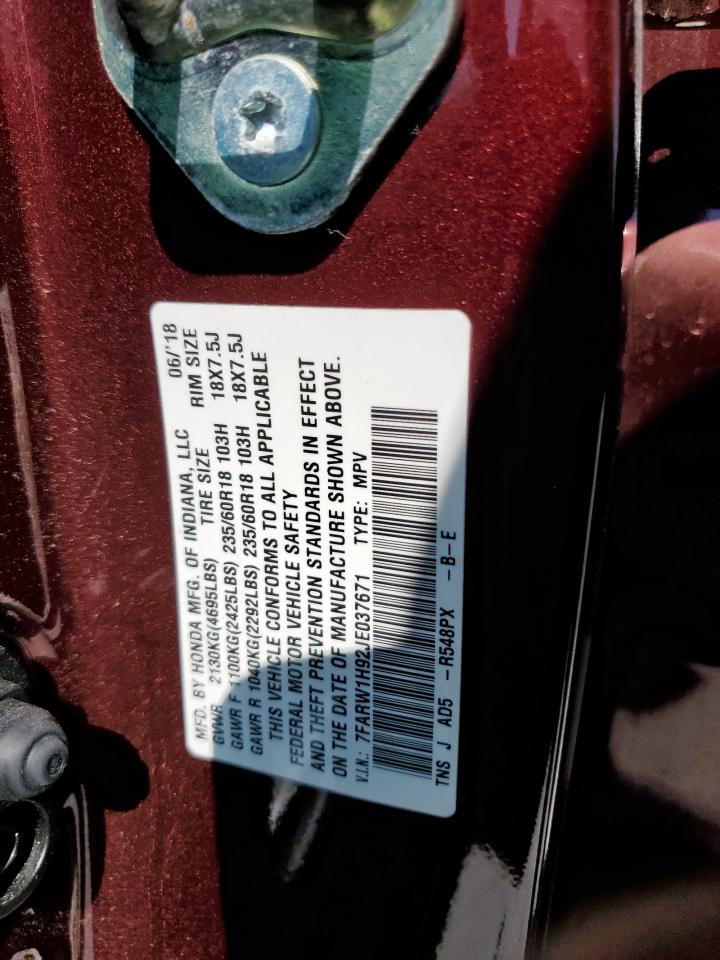 MFD. BY HONDA MFG. OF INDIANA, LLC 06/'18
GVWR 2130KG(4695LBS) TIRE SIZE RIM SIZE
GAWR F 1100KG(2425LBS) 235/60R18 103H 18X7.5J
GAWR R 1040KG(2292LBS) 235/60R18 103H 18X7.5J
THIS VEHICLE CONFORMS TO ALL APPLICABLE
FEDERAL MOTOR VEHICLE SAFETY
AND THEFT PREVENTION STANDARDS IN EFFECT
ON THE DATE OF MANUFACTURE SHOWN ABOVE.
V.I.N.: 7FARW1H92JE037671 TYPE: MPV
TNS J AD5 -R548PX -B-E